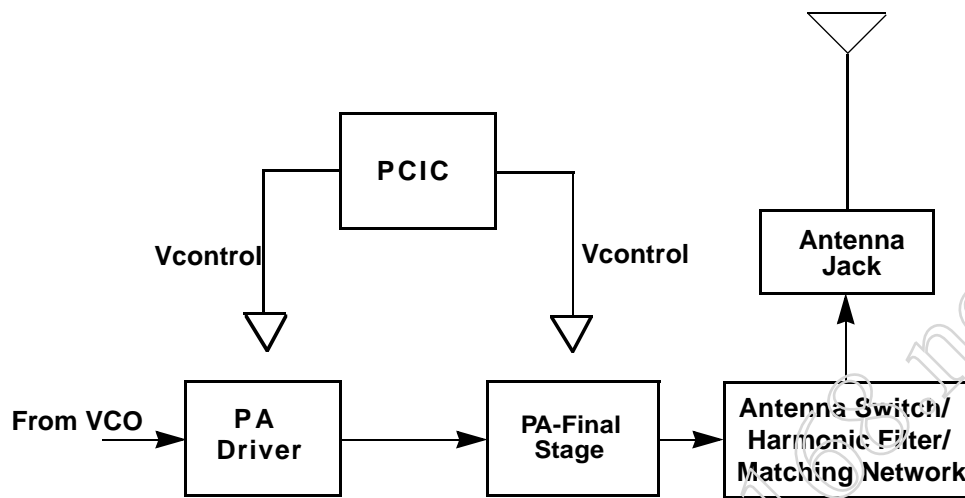 PCIC
Vcontrol
Vcontrol
Antenna
Jack
From VCO
PA
Driver
PA-Final
Stage
Antenna Switch/
Harmonic Filter/
Matching Network